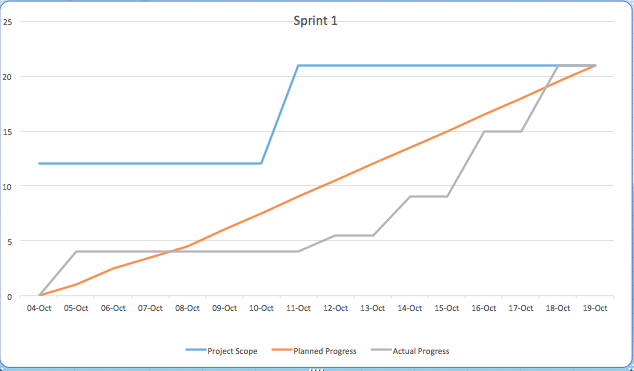 Sprint 1
25
20
15
10
5
0
04-Oct 05-Oct 06-Oct 07-Oct 08-Oct 09-Oct 10-Oct 11-Oct 12-Oct 13-Oct 14-Oct 15-Oct 16-Oct 17-Oct 18-Oct 19-Oct
Project Scope Planned Progress Actual Progress